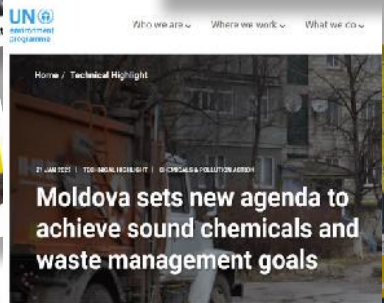 UN
environment
programme
Who we are
Where we work
What we do
Home / Technical Highlight
TECHNICAL HIGHLIGHT | CHEMICALS & POLLUTION ACTION
Moldova sets new agenda to
achieve sound chemicals and
waste management goals